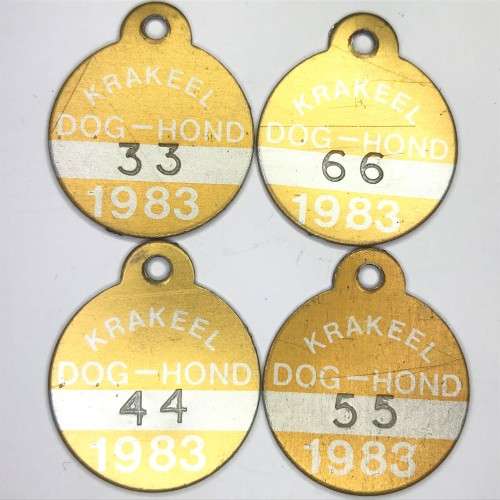 KRAKEEL
DOG-HOND
33
1983
KRAKEEL
DOG-HOND
66
1983
KRAKEEL
DOG-HOND
44
1983
KRAKEEL
DOG-HOND
55
1983